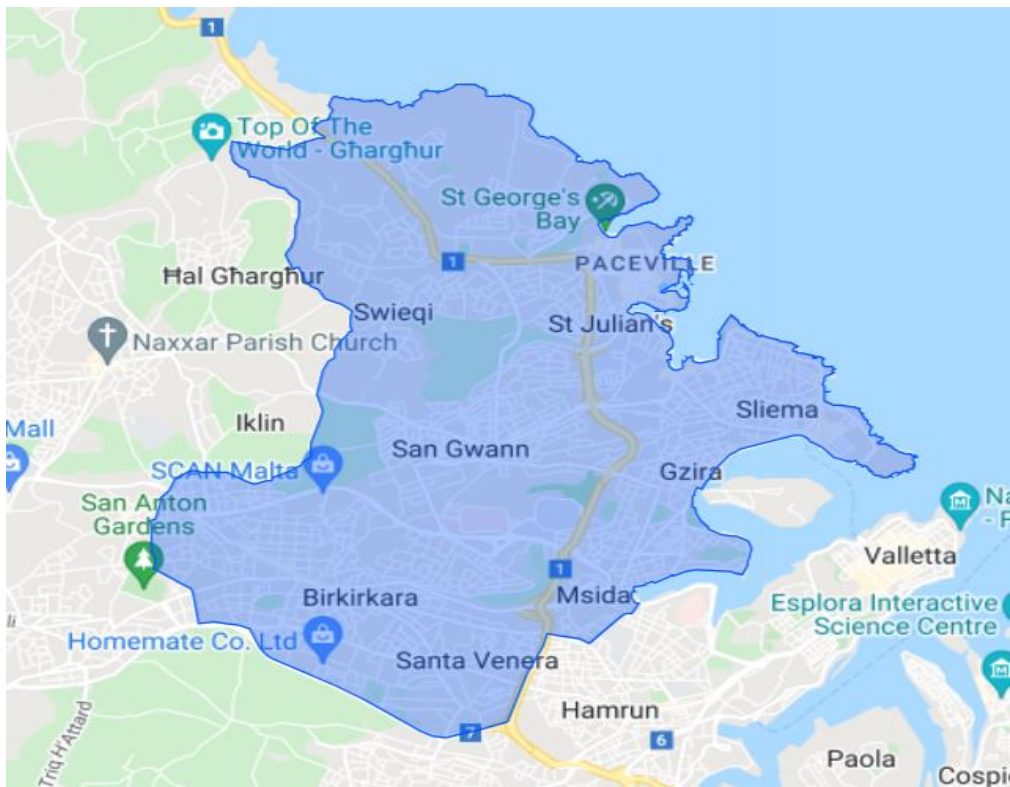 1
Top Of The
World - Għargħur
St George's
Bay
1
PACEVILLE
Ħal Għargħur
Swieqi
St Julian's
Naxxar Parish Church
Sliema
Iklin
Mall
San Gwann
SCAN Malta
Gzira
San Anton
Gardens
Na
- F
Valletta
1
Birkirkara
Msida
Esplora Interactive
Science Centre
li
Homemate Co. Ltd
Santa Venera
Hamrun
7
6
Triq H'Attard
Paola
Cospic